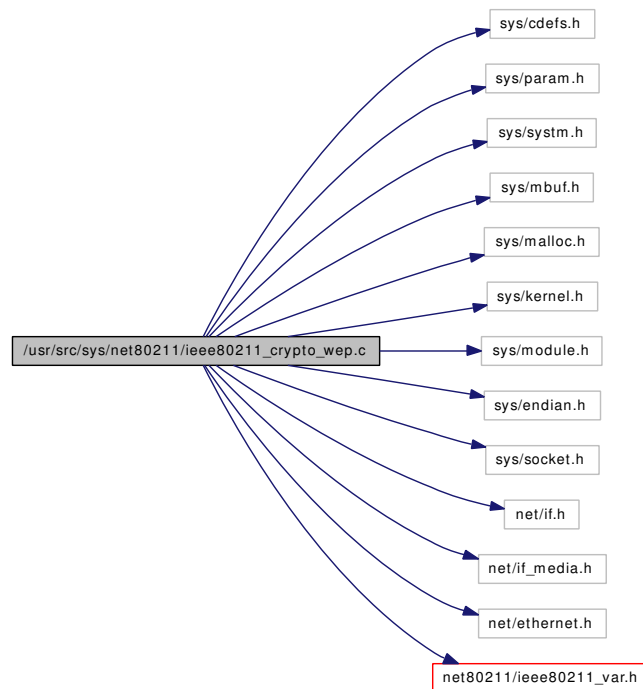 sys/cdefs.h
sys/param.h
sys/systm.h
sys/mbuf.h
sys/malloc.h
sys/kernel.h
/usr/src/sys/net80211/ieee80211_crypto_wep.c
sys/module.h
sys/endian.h
sys/socket.h
net/if.h
net/if_media.h
net/ethernet.h
net80211/ieee80211_var.h